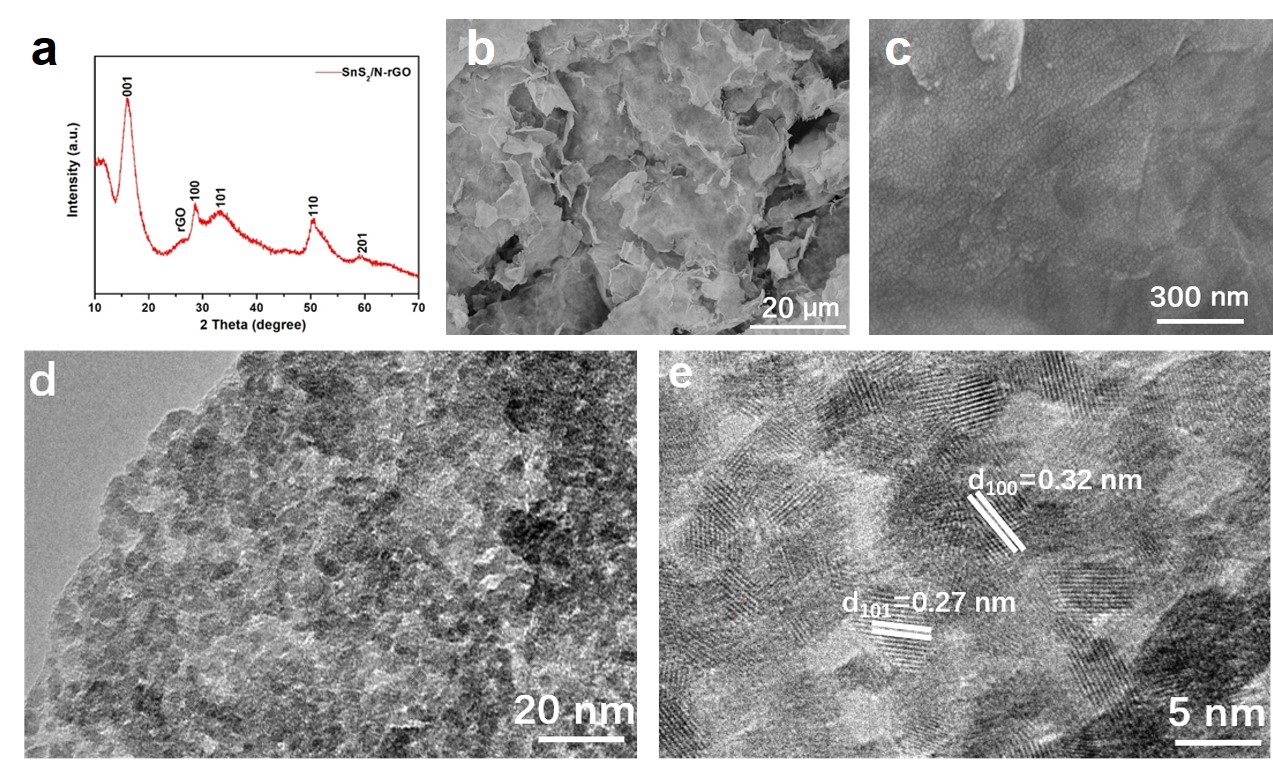 a
SnS2/N-rGO
001
rGO
100
101
110
201
Intensity (a.u.)
10 20 30 40 50 60 70
2 Theta (degree)
b
20 μm
c
300 nm
d
20 nm
e
d100=0.32 nm
d101=0.27 nm
5 nm